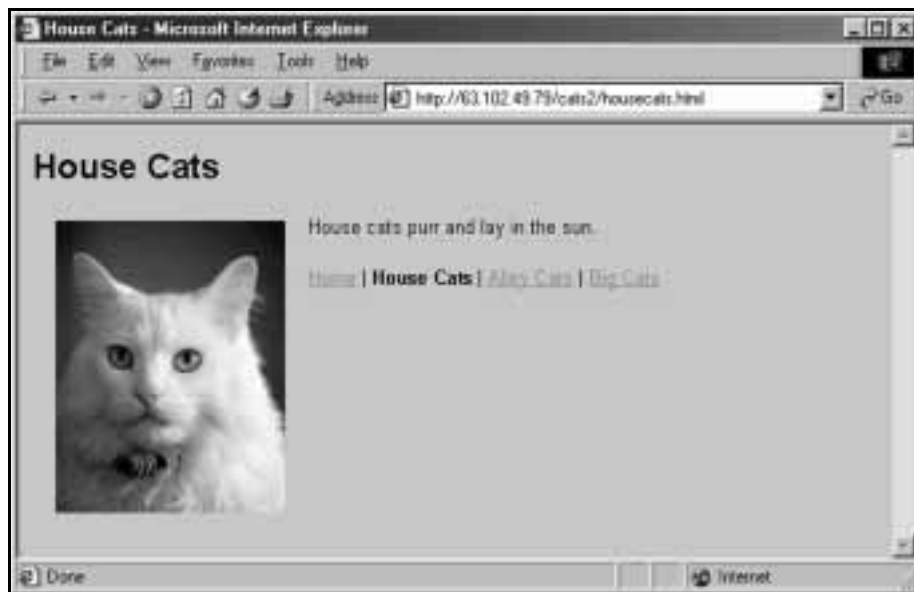 House Cats - Microsoft Internet Explorer
File Edit View Favorites Tools Help
Address http://63.102.49.79/cats2/housecats.html Go
House Cats
House cats purr and lay in the sun.
Home | House Cats | Alley Cats | Big Cats
Done Internet